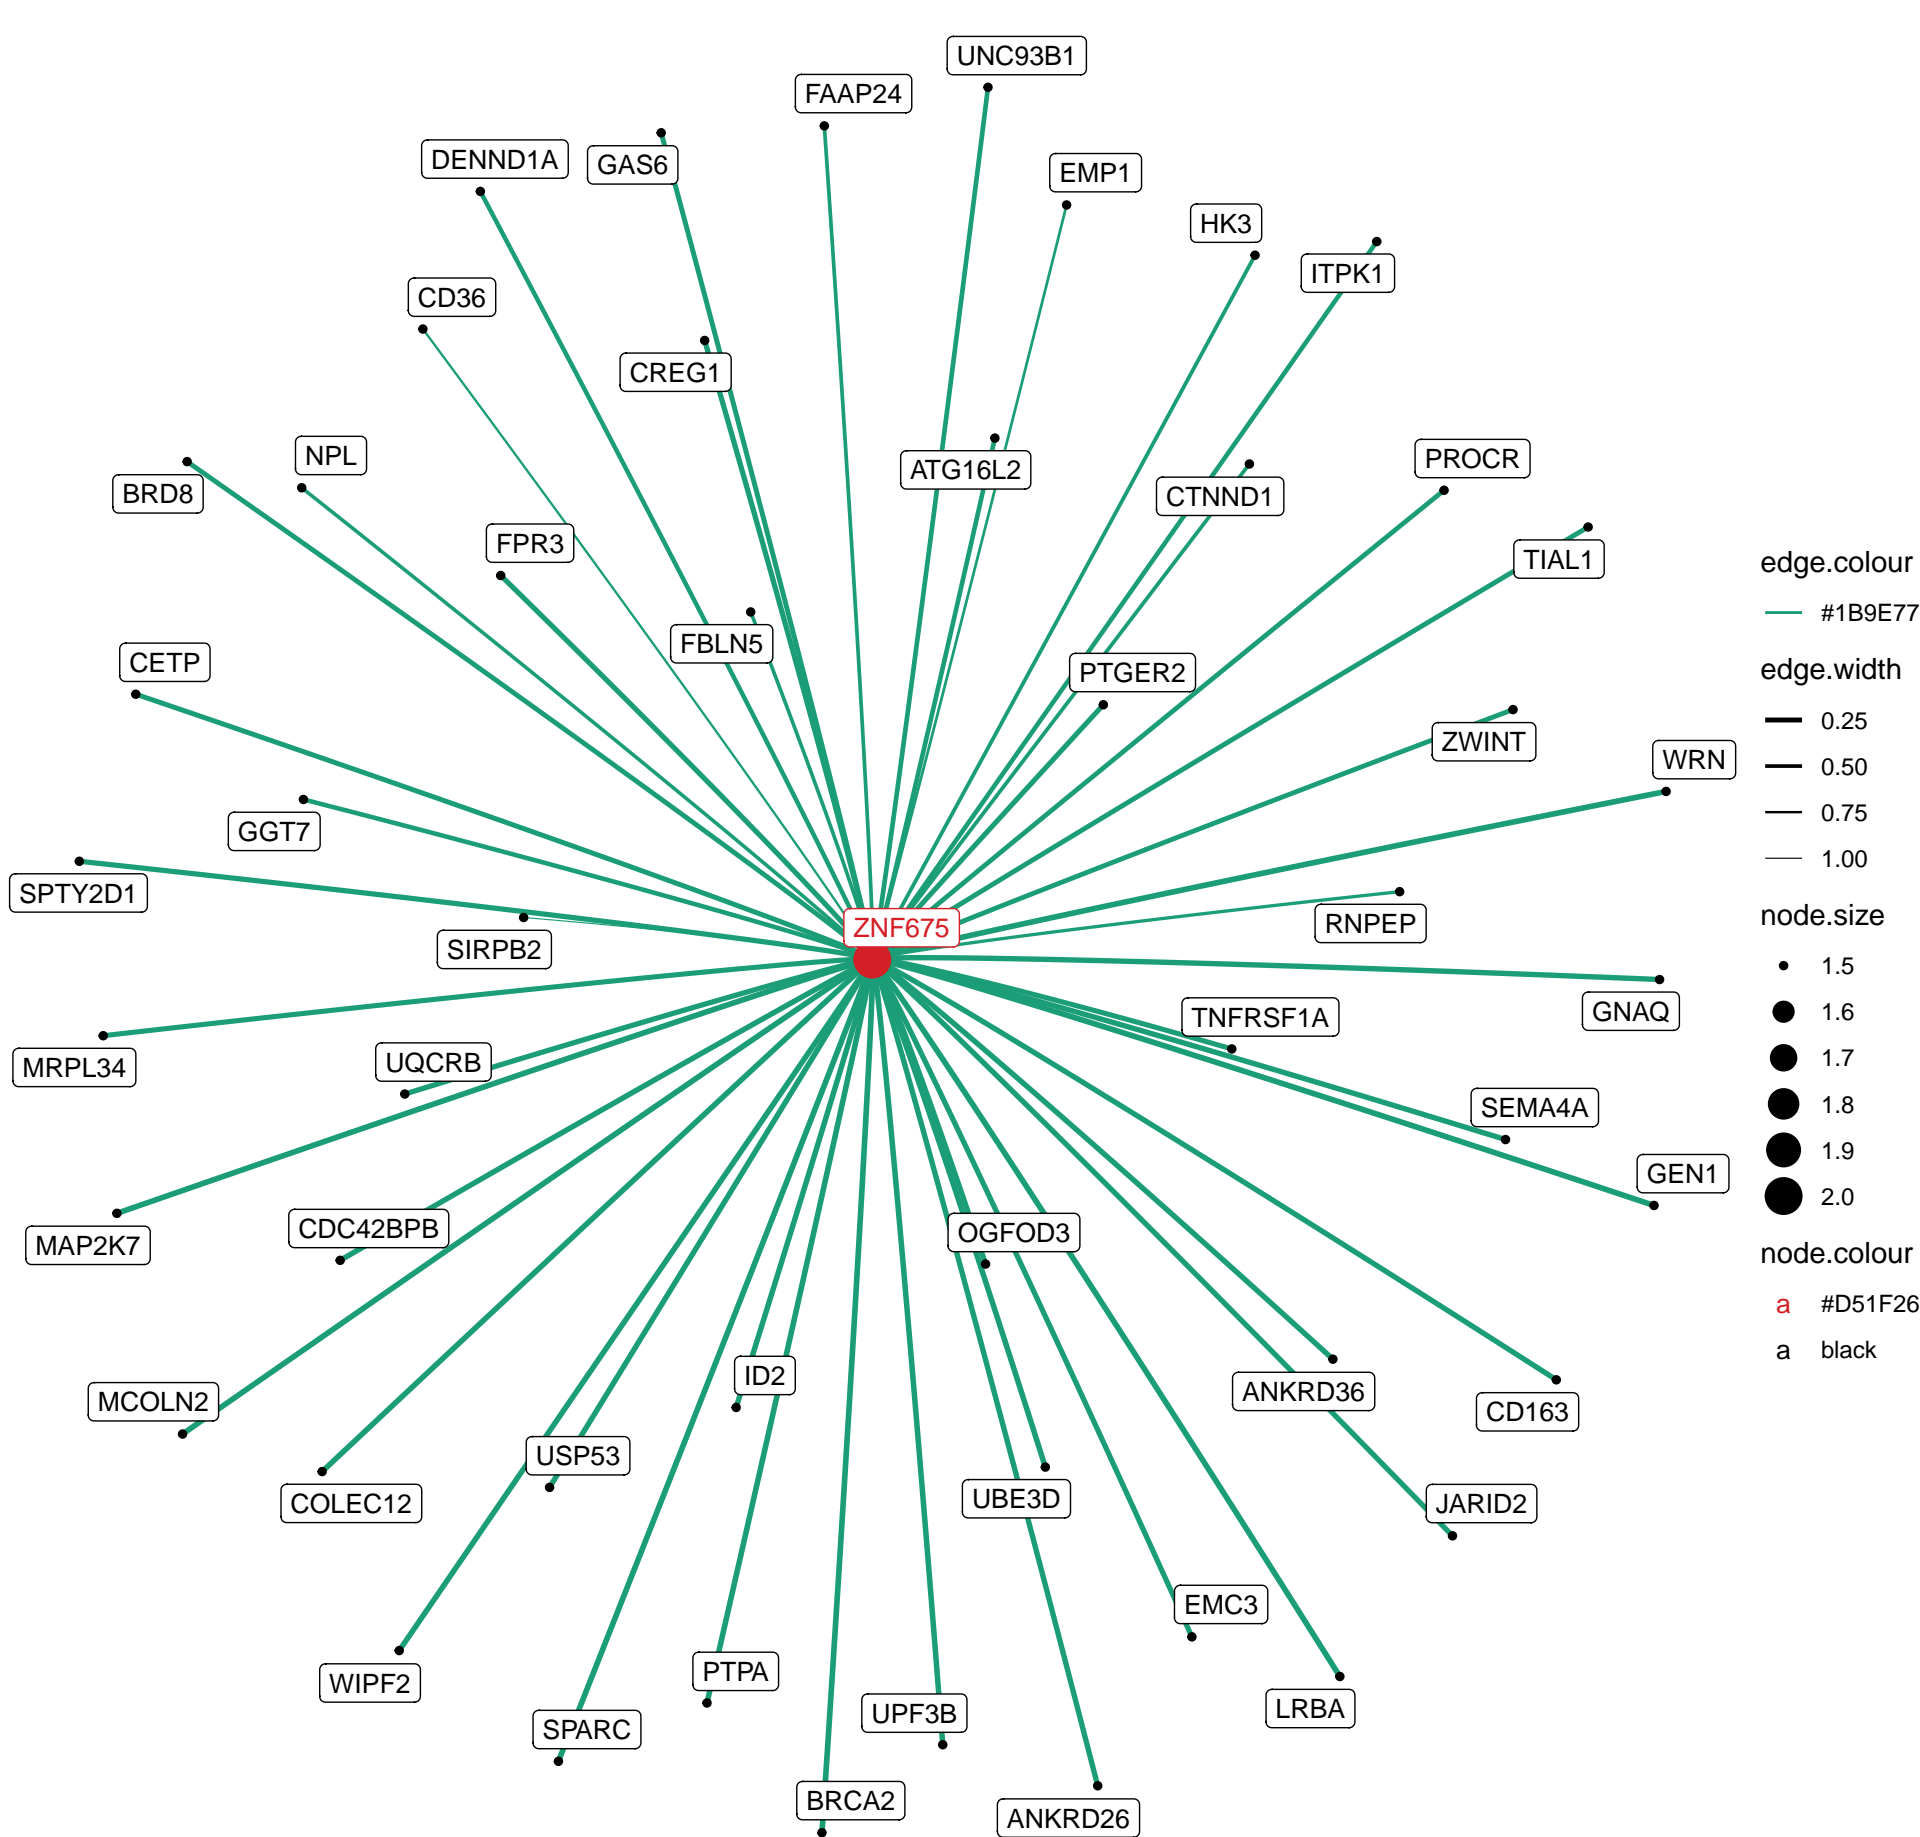 UNC93B1
FAAP24
DENND1A
GAS6
EMP1
HK3
ITPK1
CD36
CREG1
NPL
BRD8
ATG16L2
CTNND1
PROCR
FPR3
TIAL1
FBLN5
CETP
PTGER2
ZWINT
WRN
GGT7
SPTY2D1
SIRPB2
ZNF675
RNPEP
GNAQ
TNFRSF1A
MRPL34
UQCRB
SEMA4A
GEN1
MAP2K7
CDC42BPB
OGFOD3
ID2
ANKRD36
CD163
MCOLN2
USP53
COLEC12
UBE3D
JARID2
EMC3
WIPF2
PTPA
SPARC
UPF3B
LRBA
BRCA2
ANKRD26
edge.colour
#1B9E77
edge.width
0.25
0.50
0.75
1.00
node.size
1.5
1.6
1.7
1.8
1.9
2.0
node.colour
a #D51F26
a black